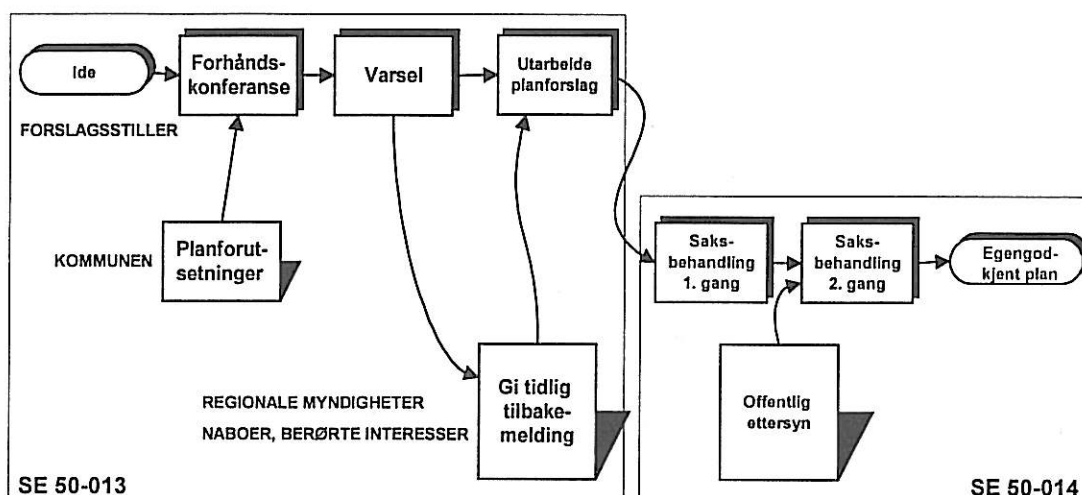 Ide
Forhånds-
konferanse
Varsel
Utarbeide
planforslag
FORSLAGSSTILLER
KOMMUNEN
Planforut-
setninger
Saks-
behandling
1. gang
Saks-
behandling
2. gang
Egengod-
kjent plan
REGIONALE MYNDIGHETER
NABOER, BERØRTE INTERESSER
Gi tidlig
tilbake-
melding
Offentlig
ettersyn
SE 50-013
SE 50-014